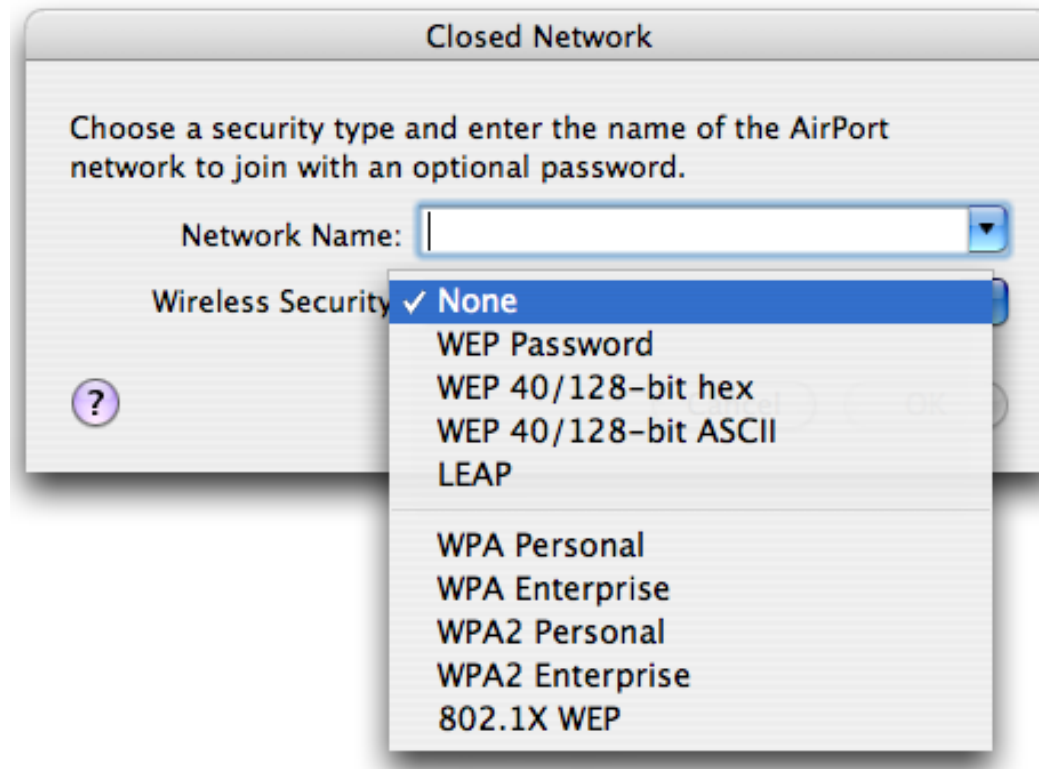 Closed Network
Choose a security type and enter the name of the AirPort
network to join with an optional password.
Network Name:
Wireless Security
✓ None
WEP Password
WEP 40/128-bit hex
WEP 40/128-bit ASCII
LEAP
WPA Personal
WPA Enterprise
WPA2 Personal
WPA2 Enterprise
802.1X WEP
?
Cancel
OK